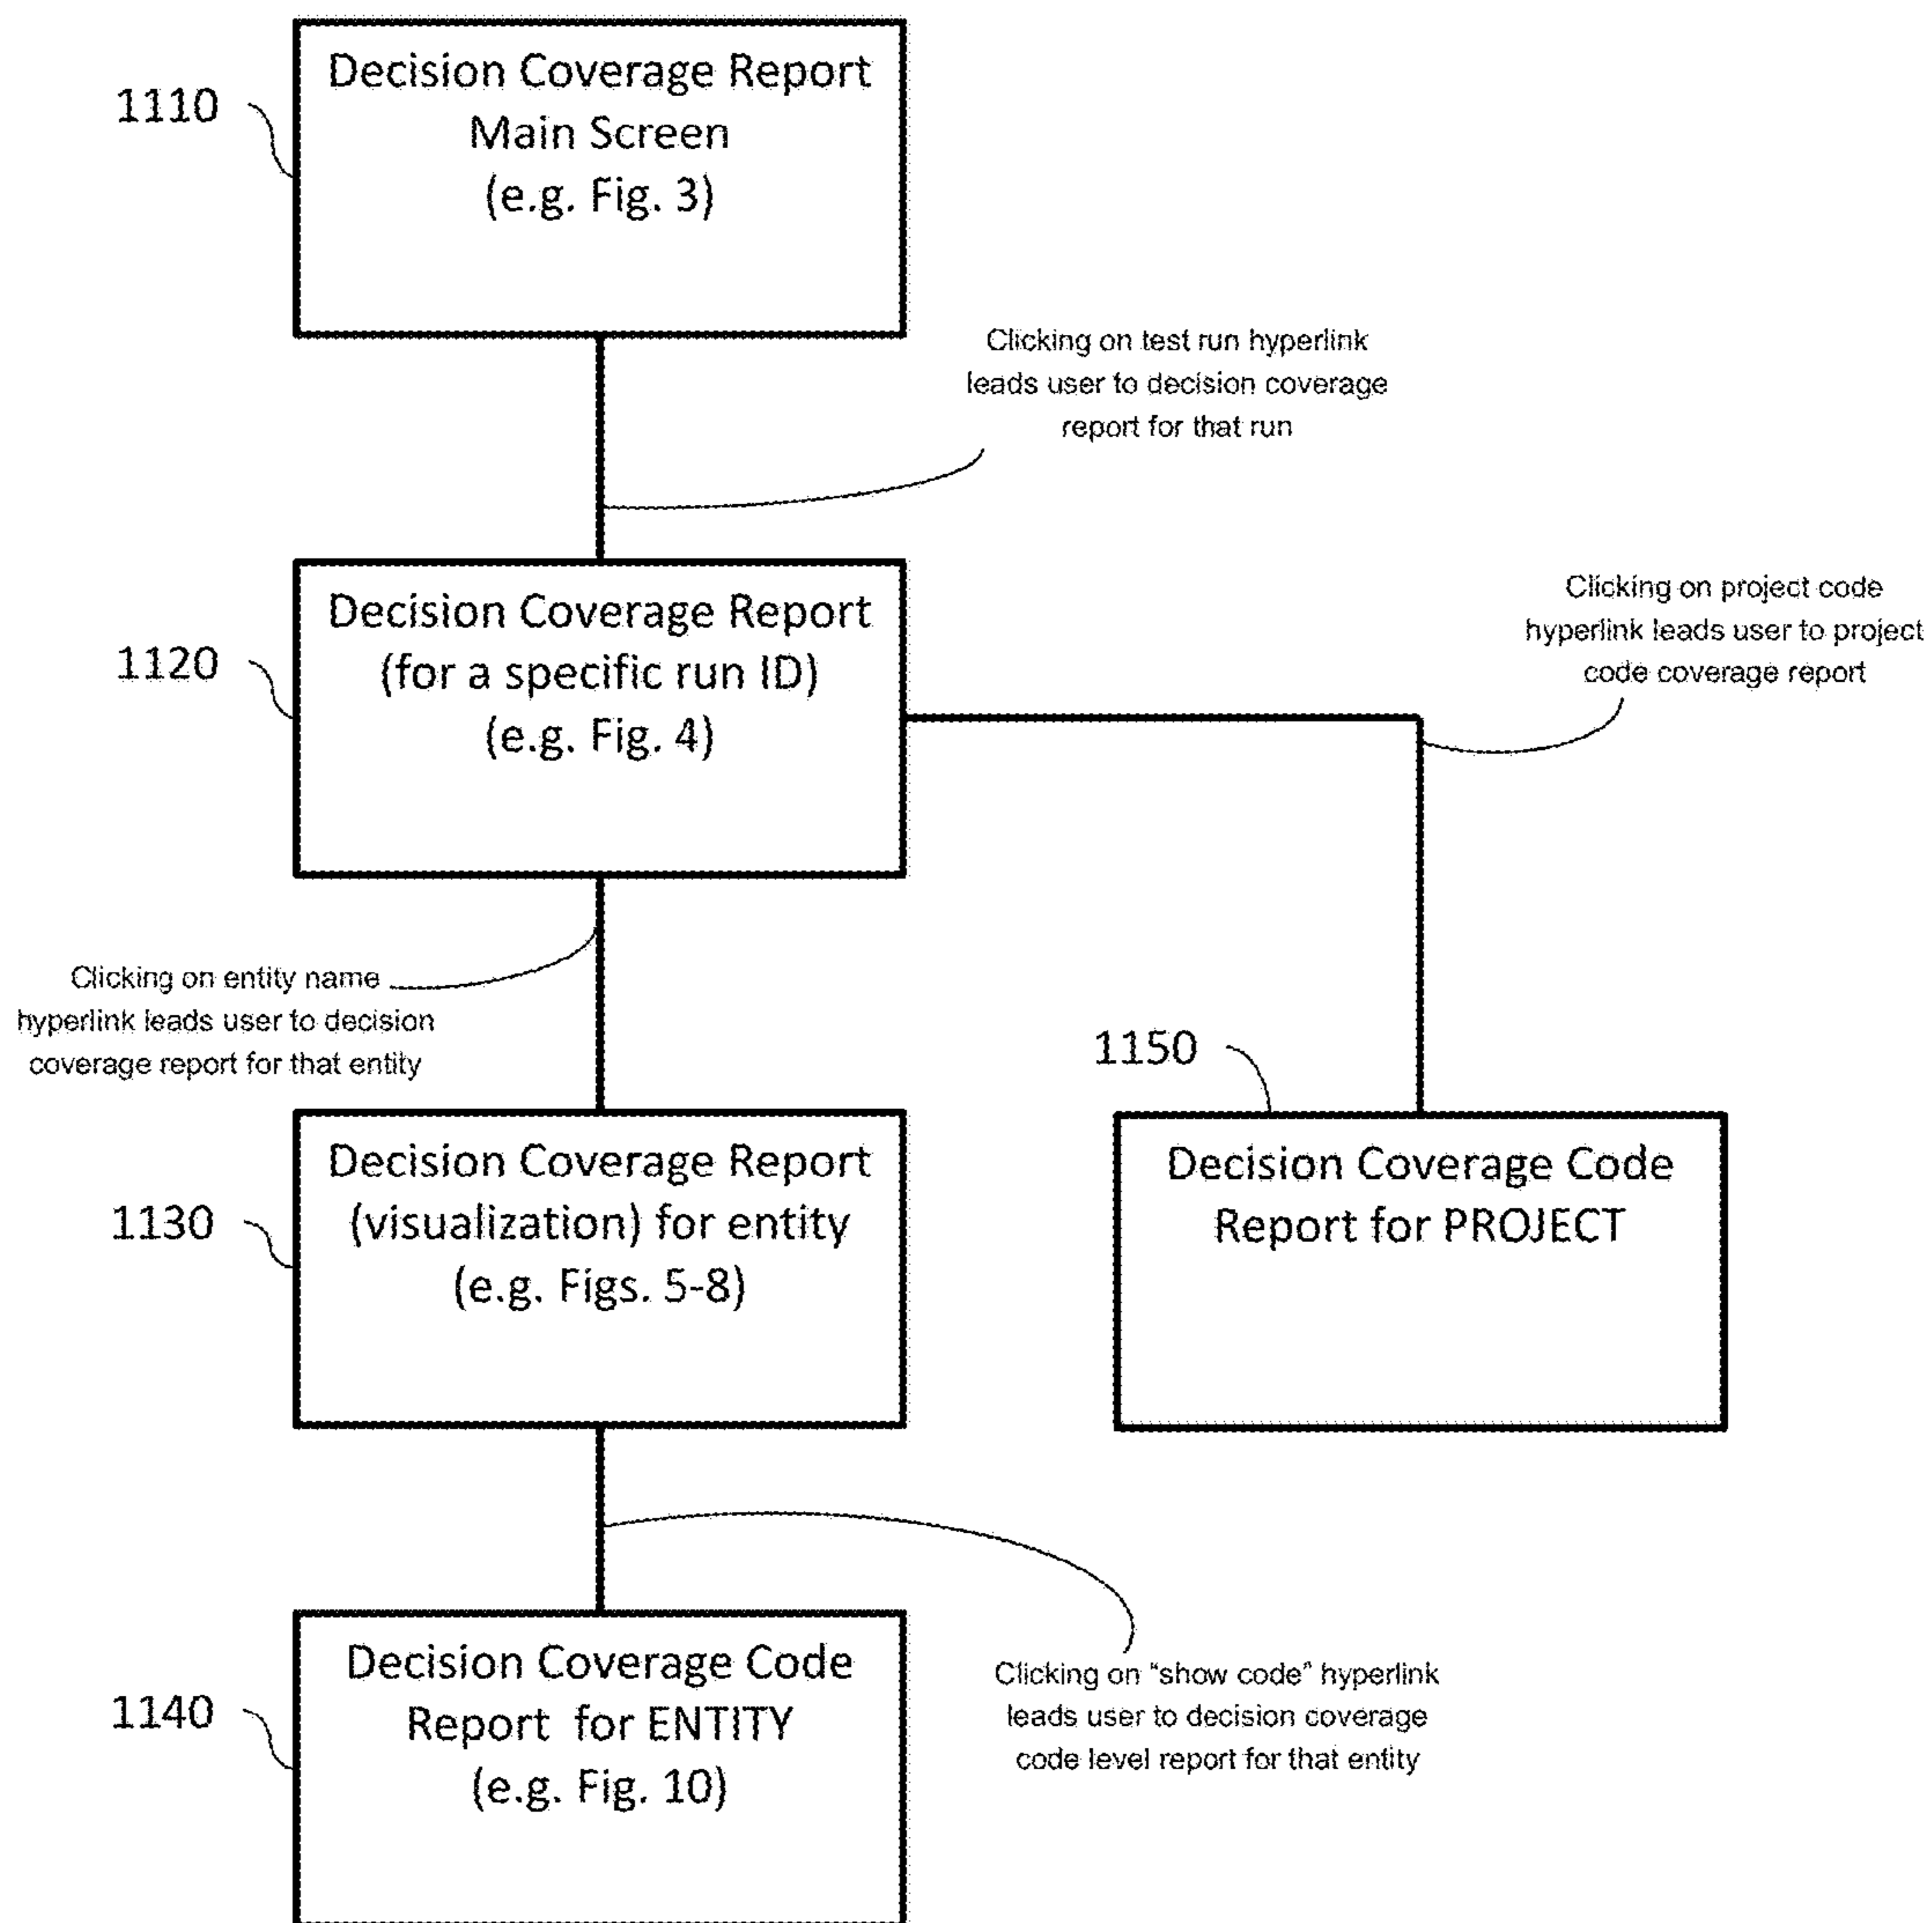 Decision Coverage Report
Main Screen
(e.g. Fig. 3)
1110
Clicking on test run hyperlink
leads user to decision coverage
report for that run
Decision Coverage Report
(for a specific run ID)
(e.g. Fig. 4)
1120
Clicking on project code
hyperlink leads user to project
code coverage report
Clicking on entity name
hyperlink leads user to decision
coverage report for that entity
1130
Decision Coverage Report
(visualization) for entity
(e.g. Figs. 5-8)
1150
Decision Coverage Code
Report for PROJECT
1140
Decision Coverage Code
Report for ENTITY
(e.g. Fig. 10)
Clicking on “show code” hyperlink
leads user to decision coverage
code level report for that entity